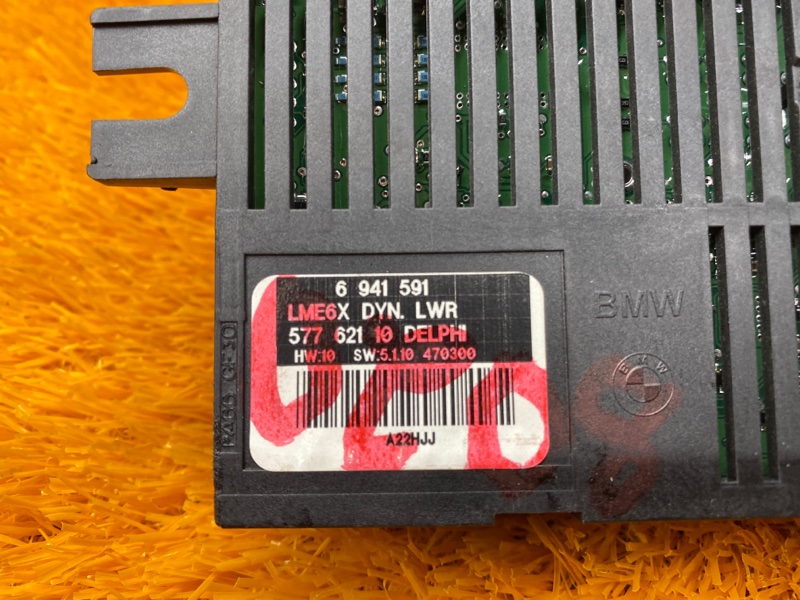 6 941 591
LME6X DYN. LWR
577 621 10 DELPHI
HW:10 SW:5.1.10 470300
A22HJJ
BMW
BMW